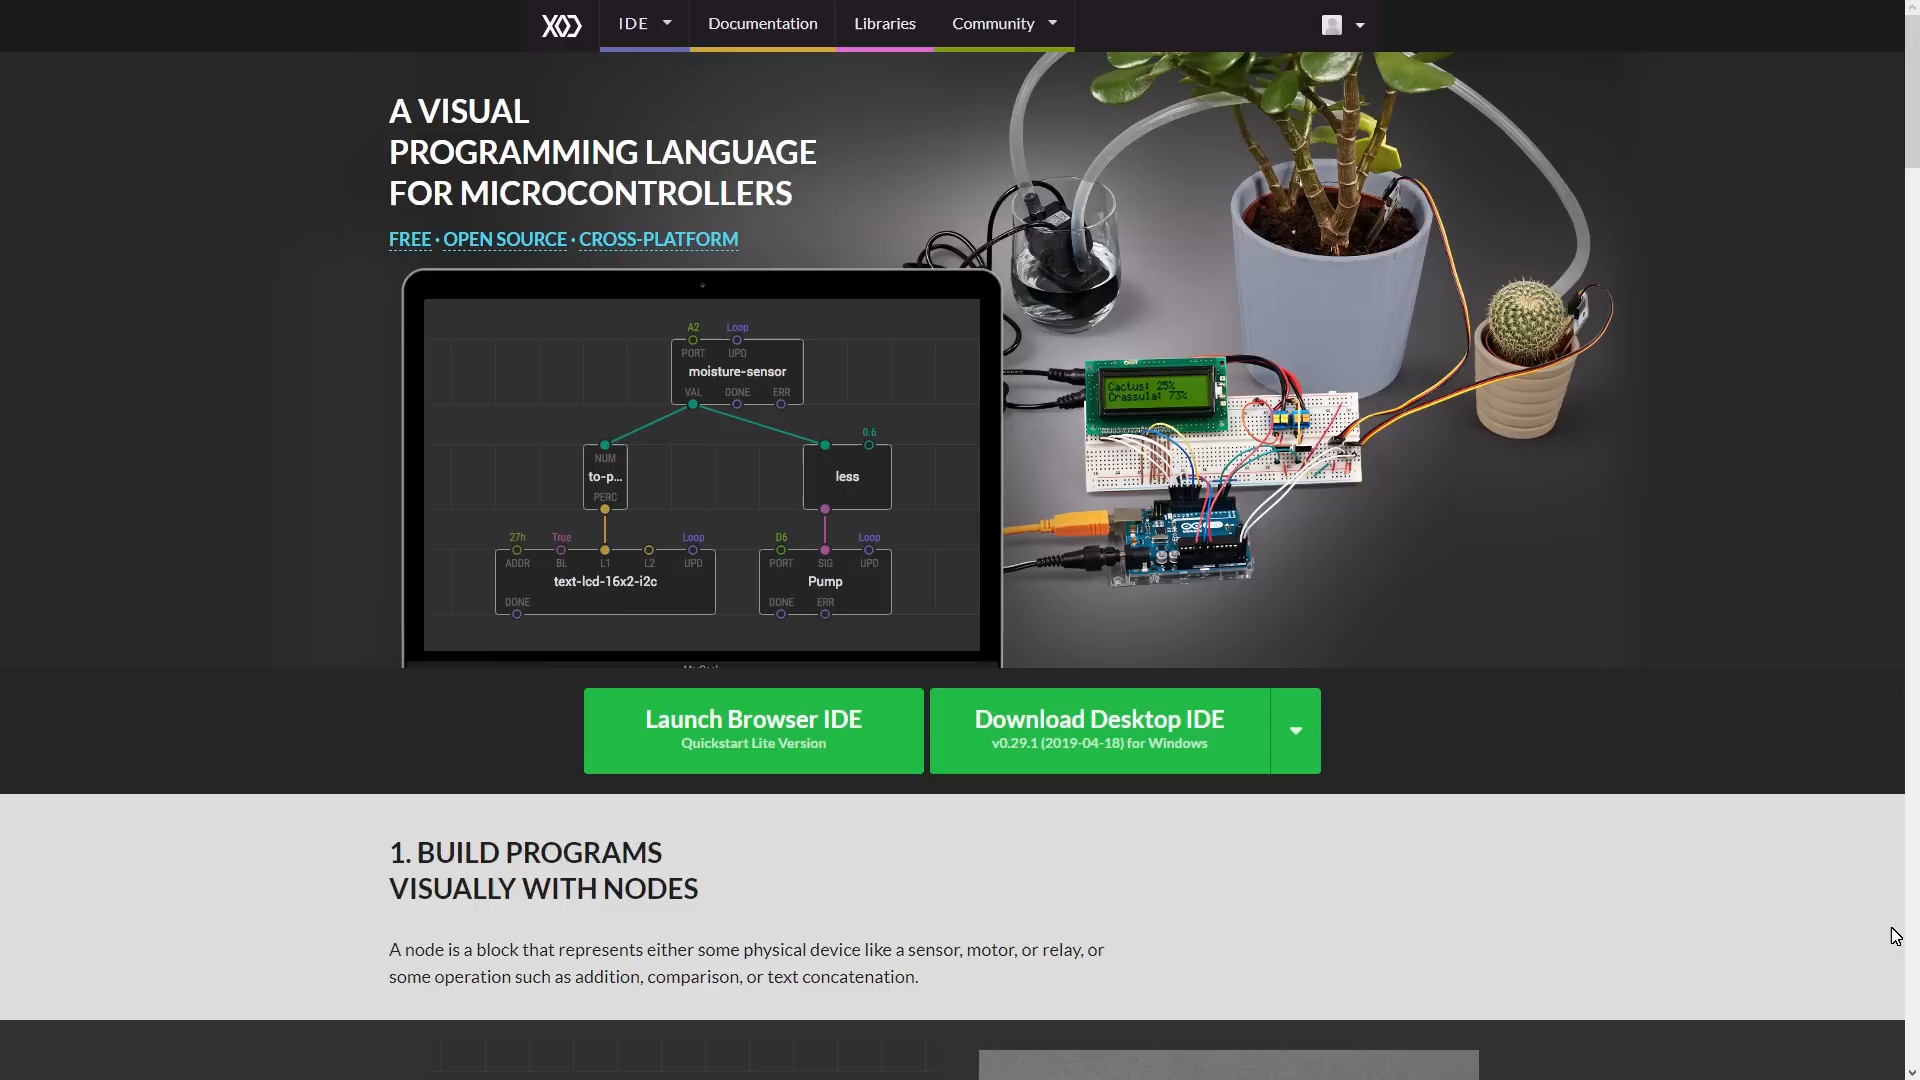 XOD
IDE
Documentation
Libraries
Community
A VISUAL
PROGRAMMING LANGUAGE
FOR MICROCONTROLLERS
FREE · OPEN SOURCE · CROSS-PLATFORM
A2 Loop
PORT UPD
moisture-sensor
VAL DONE ERR
0.6
NUM
to-p...
less
PERC
27h True Loop
ADDR BL L1 L2 UPD
text-lcd-16x2-i2c
DONE
D6 Loop
PORT SIG UPD
Pump
DONE ERR
Cactus: 25%
Crassula: 73%
Launch Browser IDE
Quickstart Lite Version
Download Desktop IDE
v0.29.1 (2019-04-18) for Windows
1. BUILD PROGRAMS
VISUALLY WITH NODES
A node is a block that represents either some physical device like a sensor, motor, or relay, or
some operation such as addition, comparison, or text concatenation.